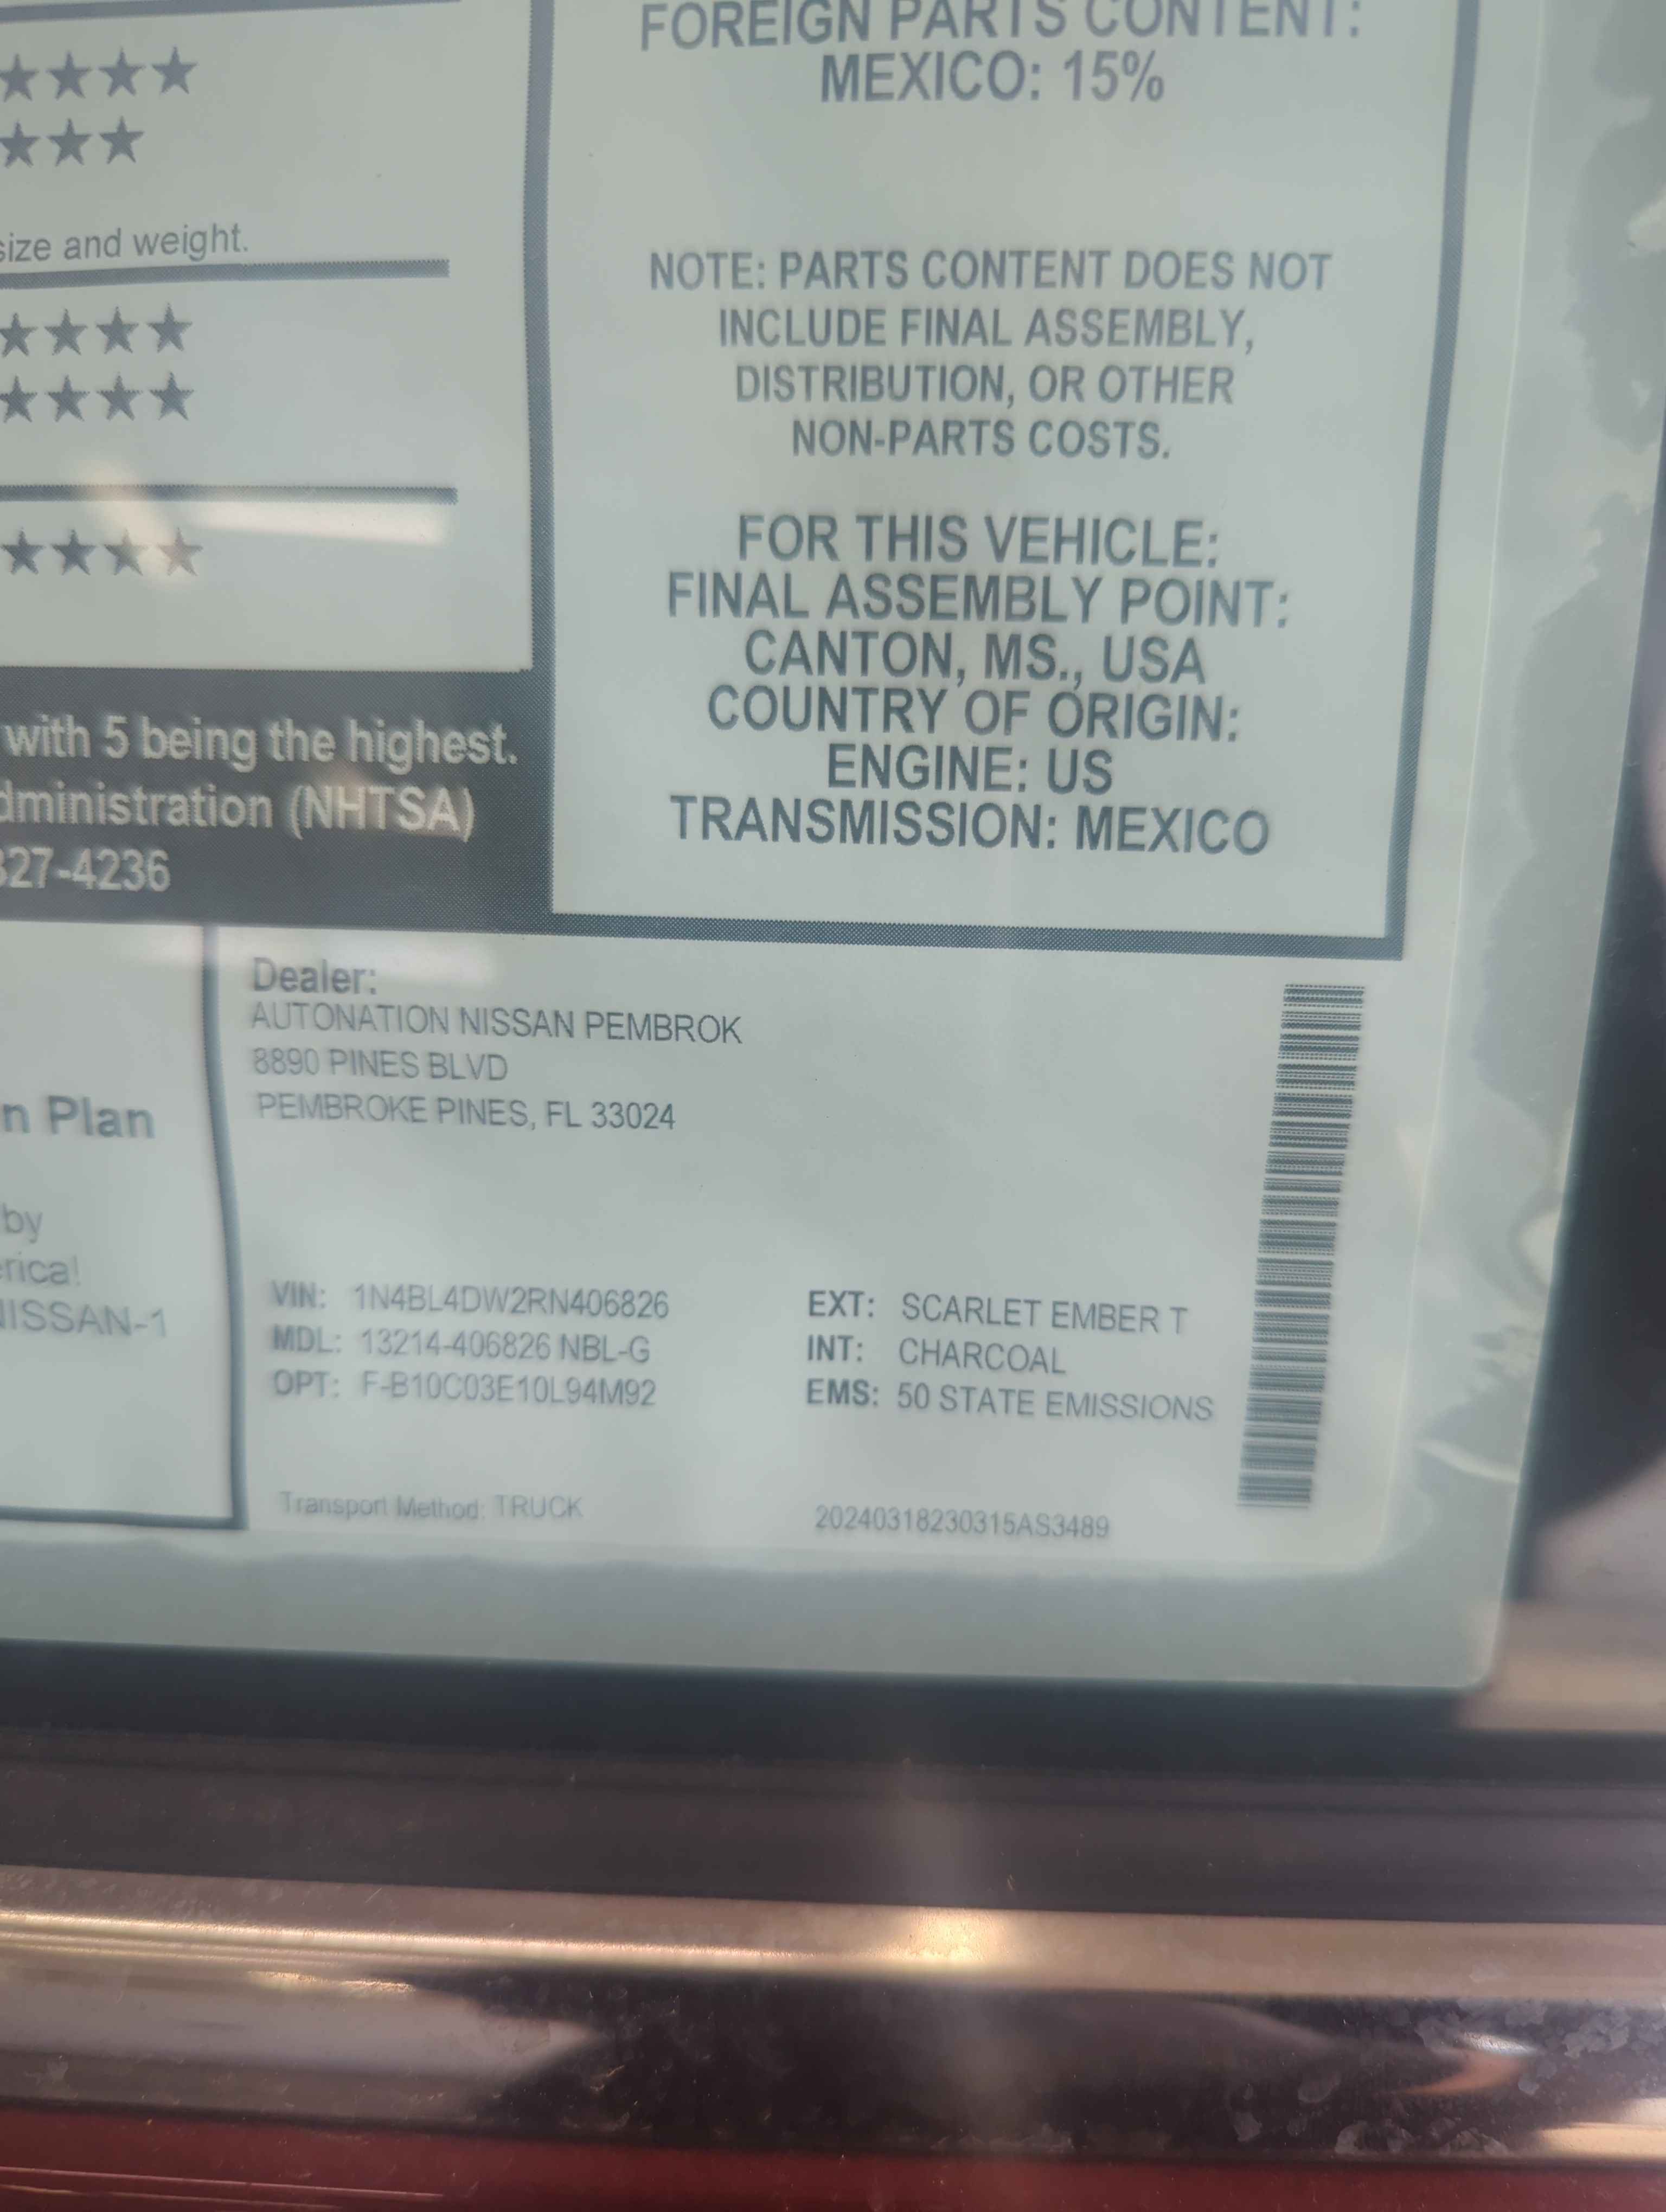 FOREIGN PARTS CONTENT:
MEXICO: 15%
size and weight.
NOTE: PARTS CONTENT DOES NOT
INCLUDE FINAL ASSEMBLY,
DISTRIBUTION, OR OTHER
NON-PARTS COSTS.
FOR THIS VEHICLE:
FINAL ASSEMBLY POINT:
CANTON, MS., USA
COUNTRY OF ORIGIN:
ENGINE: US
TRANSMISSION: MEXICO
with 5 being the highest.
dministration (NHTSA)
327-4236
n Plan
by
erica!
NISSAN-1
Dealer:
AUTONATION NISSAN PEMBROK
8890 PINES BLVD
PEMBROKE PINES, FL 33024
VIN: 1N4BL4DW2RN406826
MDL: 13214-406826 NBL-G
OPT: F-B10C03E10L94M92
EXT: SCARLET EMBER T
INT: CHARCOAL
EMS: 50 STATE EMISSIONS
Transport Method: TRUCK
20240318230315AS3489